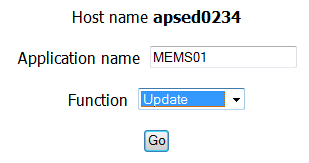 Host name apsed0234
Application name MEMS01
Function Update
Go